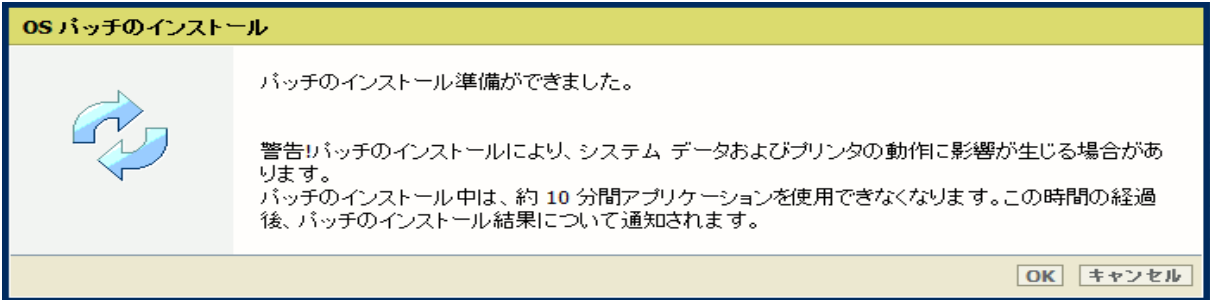 OS パッチのインストール
パッチのインストール準備ができました。
警告!パッチのインストールにより、システム データおよびプリンタの動作に影響が生じる場合があ
ります。
パッチのインストール中は、約 10 分間アプリケーションを使用できなくなります。この時間の経過
後、パッチのインストール結果について通知されます。
OK キャンセル